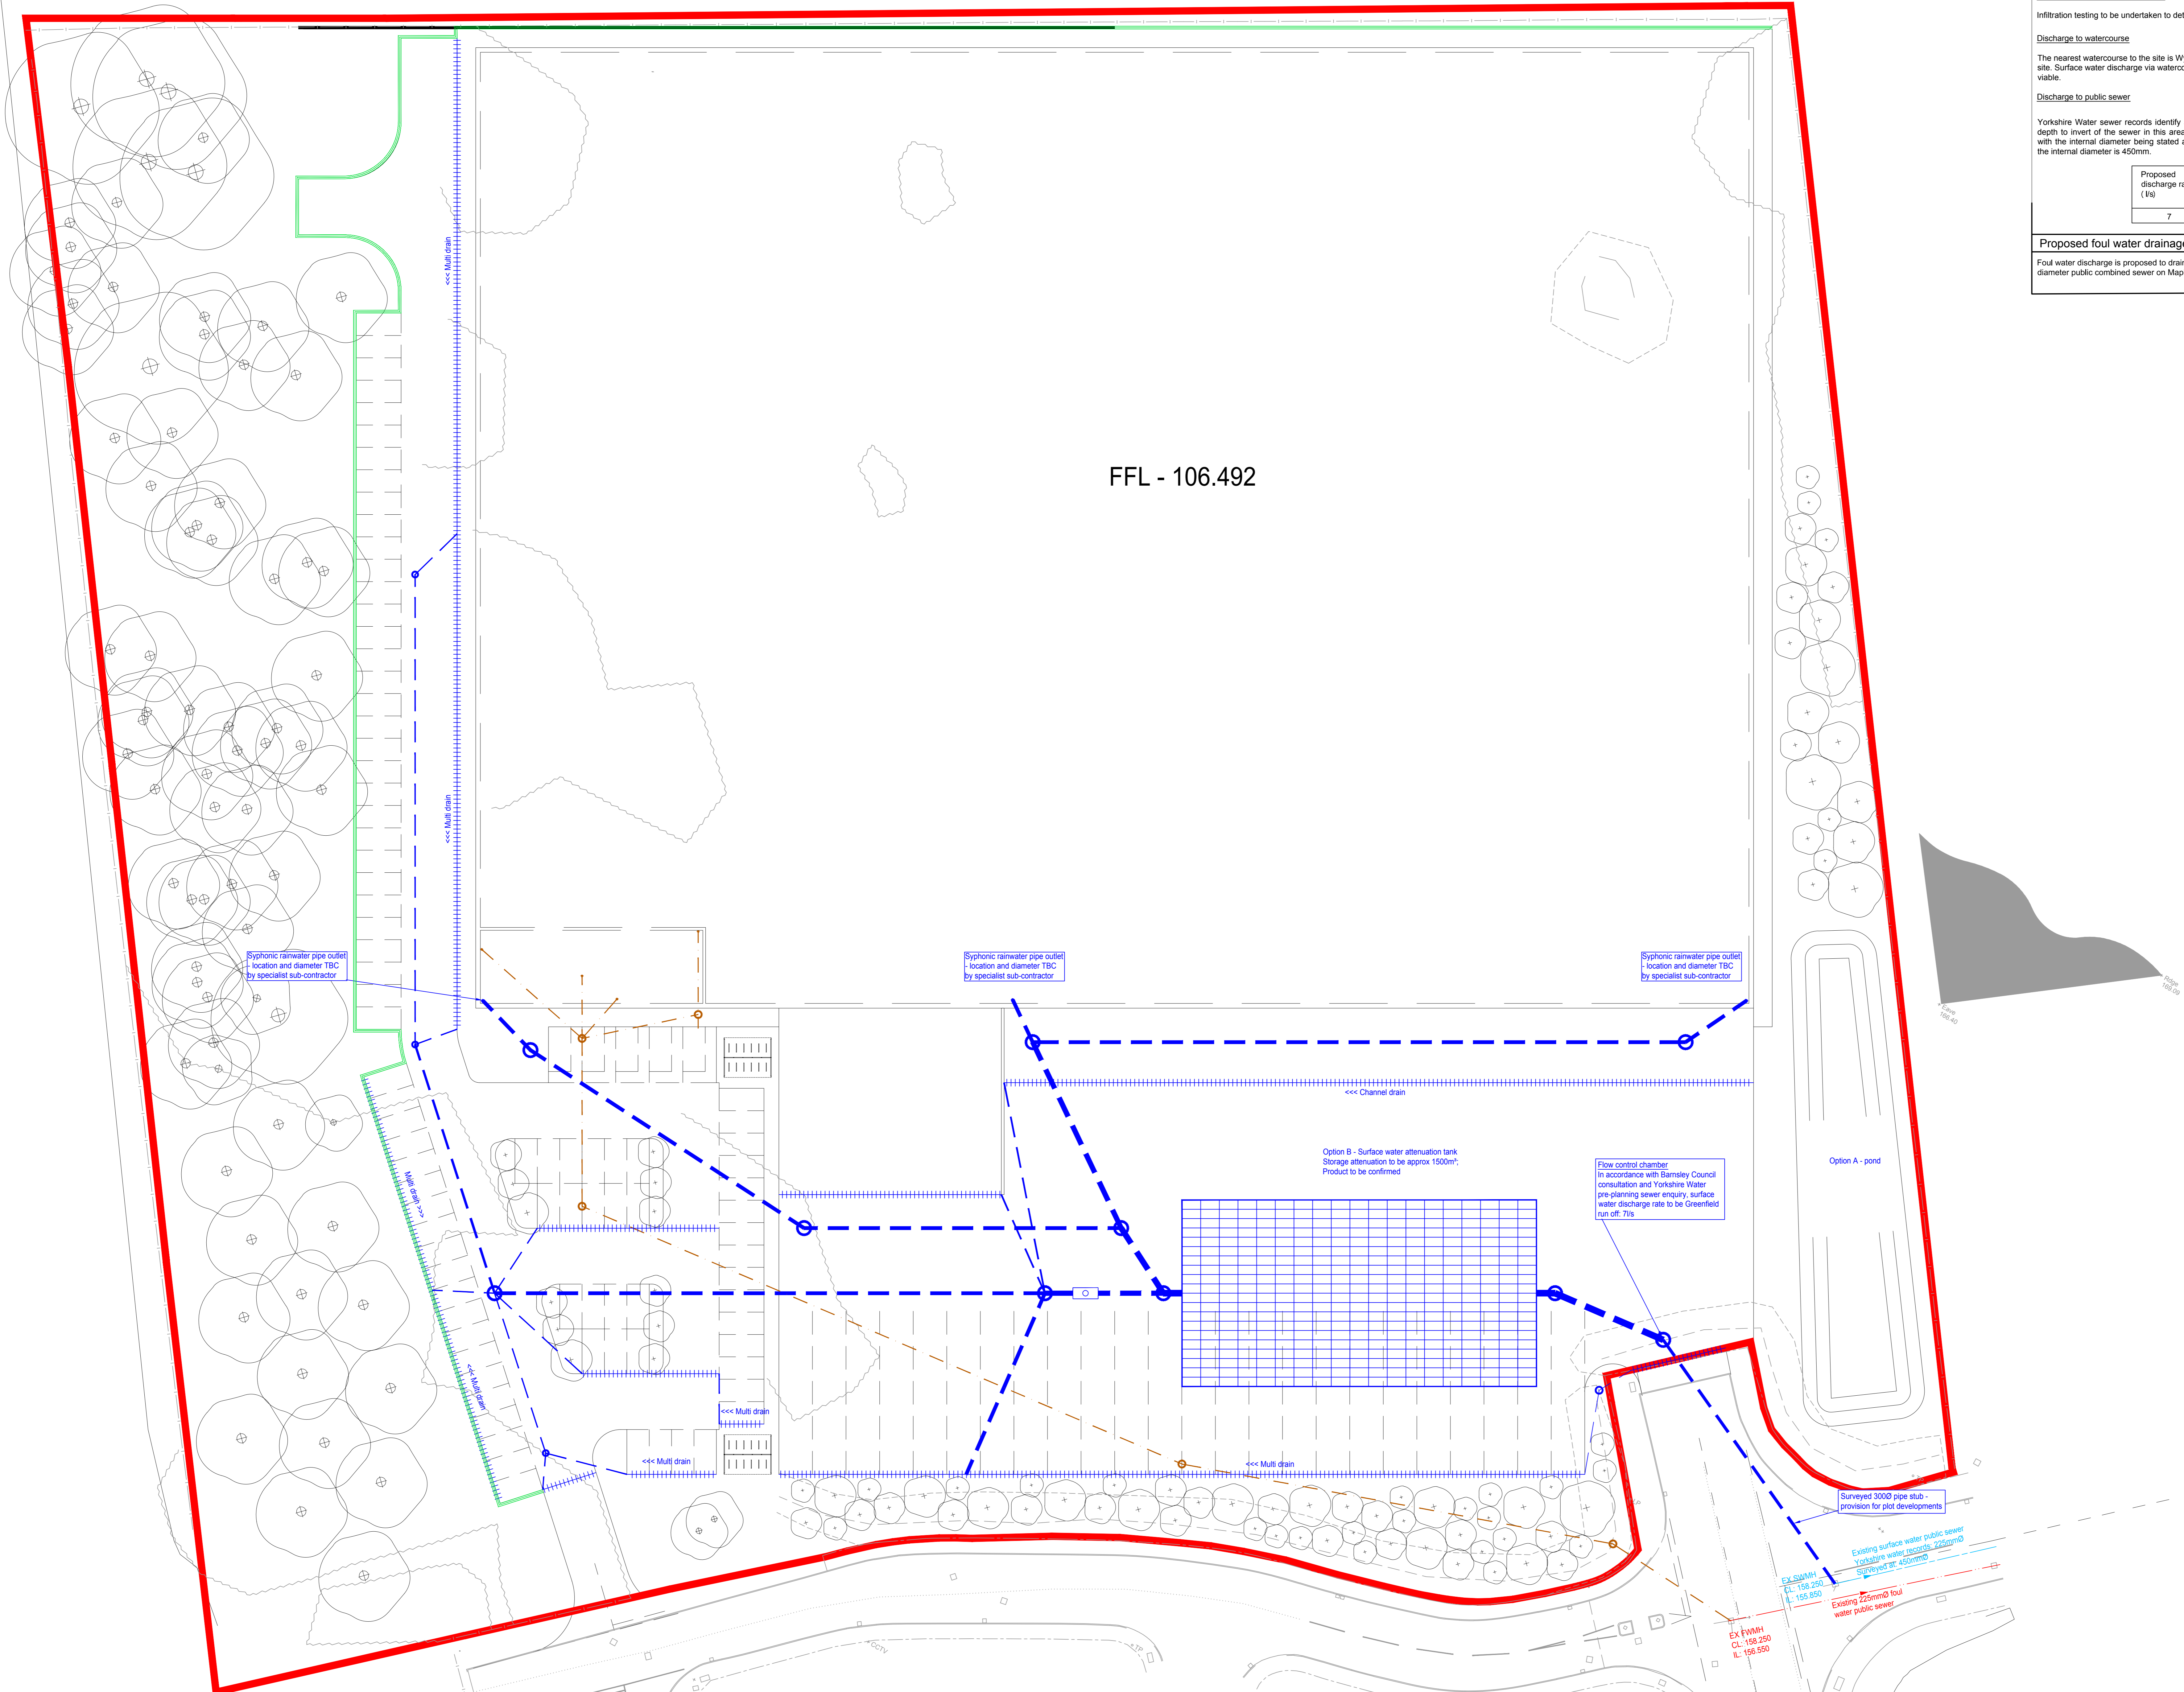 Infiltration testing to be undertaken to
Discharge to watercourse
The nearest watercourse to the site is
site. Surface water discharge via
viable.
Discharge to public sewer
Yorkshire Water sewer records identify
depth to invert of the sewer in this area
with the internal diameter being stated
the internal diameter is 450mm.
Proposed
discharge
( l/s)
7
Proposed foul water
Foul water discharge is proposed to
diameter public combined sewer on
<<< Multi drain
FFL - 106.492
<<< Multi drain
Syphonic rainwater pipe outlet
- location and diameter TBC
by specialist sub-contractor
Syphonic rainwater pipe outlet
- location and diameter TBC
by specialist sub-contractor
Syphonic rainwater pipe outlet
- location and diameter TBC
by specialist sub-contractor
Ridge
169.09
Eave
166.40
<<< Channel drain
Option B - Surface water attenuation tank
Storage attenuation to be approx 1500m³;
Product to be confirmed
Flow control chamber
In accordance with Barnsley Council
consultation and Yorkshire Water
pre-planning sewer enquiry, surface
water discharge rate to be Greenfield
run off: 7l/s
Option A - pond
Multi drain >>>
<<< Multi drain
<<< Multi drain
<<< Multi drain
<<< Multi drain
Surveyed 300Ø pipe stub -
provision for plot developments
Existing surface water public sewer
Yorkshire water records: 225mmØ
Surveyed at: 450mmØ
EX SWMH
CL: 158.250
IL: 155.850
Existing 225mmØ foul
water public sewer
EX FWMH
CL: 158.250
IL: 156.550
CCTV
TP